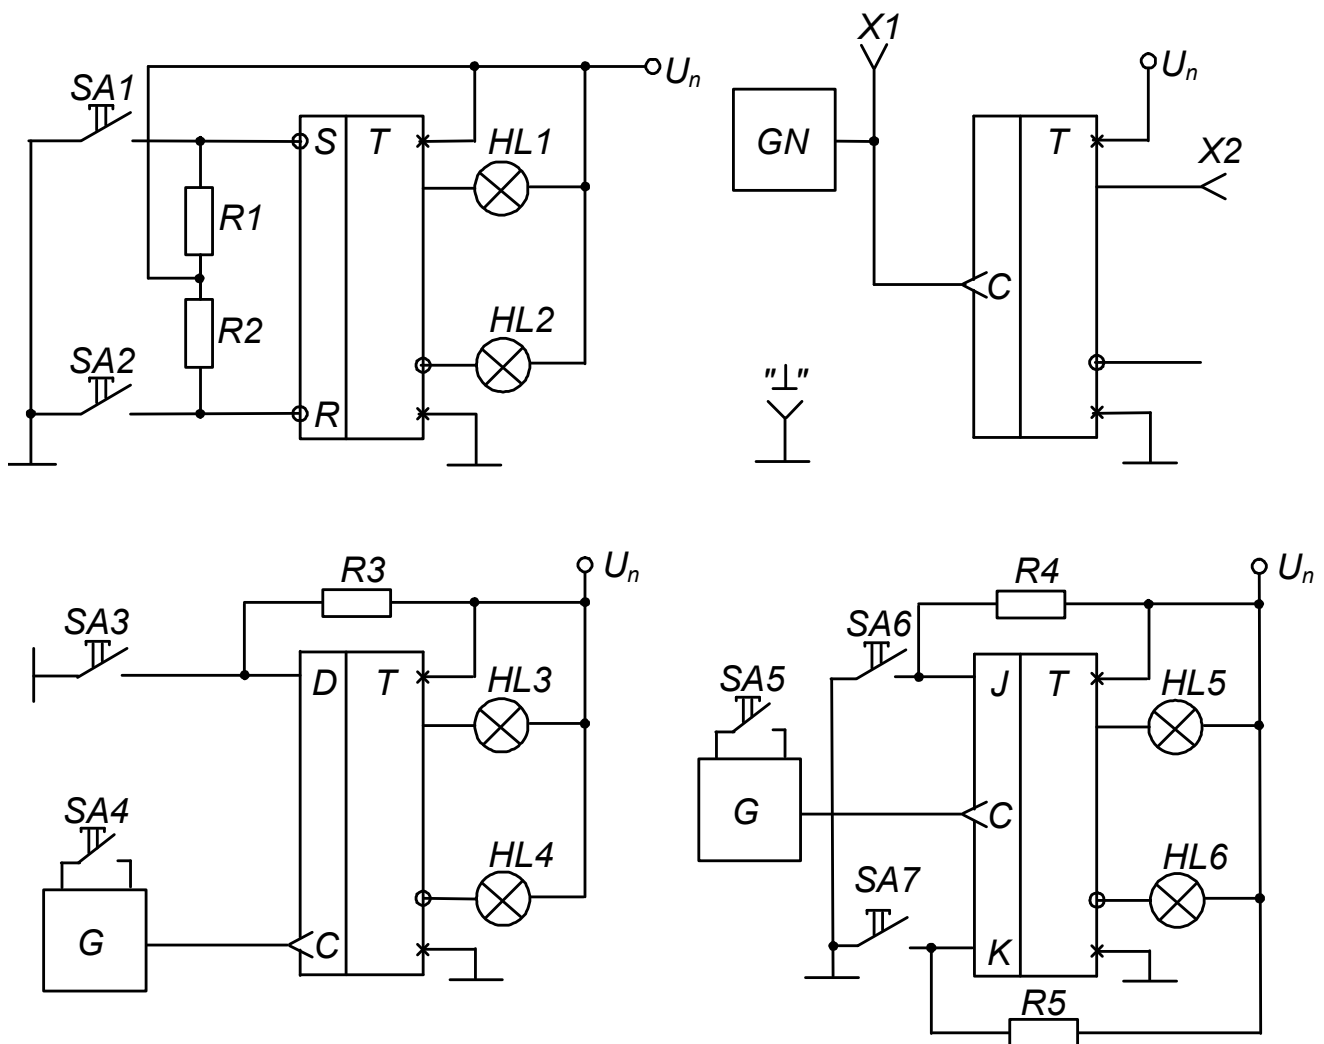 SA1
S
T
HL1
Uₙ
R1
R2
HL2
SA2
R
X1
GN
T
Uₙ
X2
C
"⊥"
R3
Uₙ
SA3
D
T
HL3
SA4
G
C
HL4
R4
Uₙ
SA6
SA5
J
T
HL5
G
C
SA7
HL6
K
R5